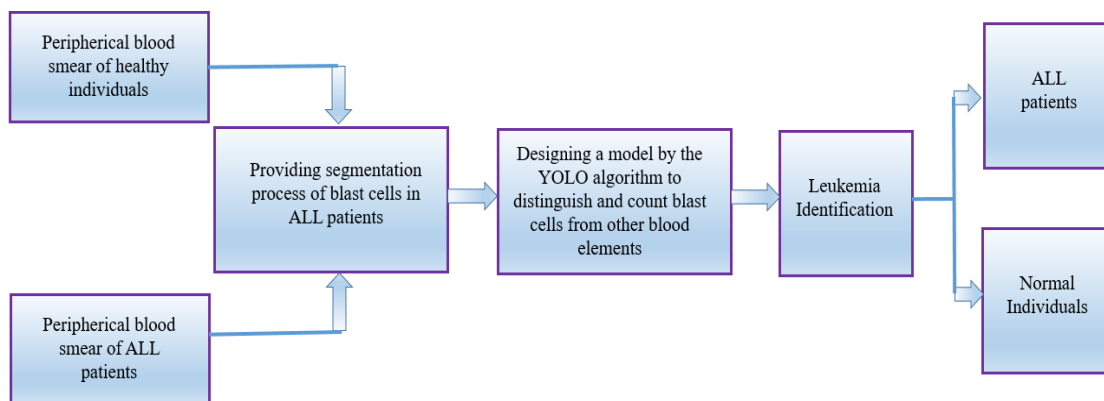 Peripherical blood
smear of healthy
individuals
Peripherical blood
smear of ALL
patients
Providing segmentation
process of blast cells in
ALL patients
Designing a model by the
YOLO algorithm to
distinguish and count blast
cells from other blood
elements
Leukemia
Identification
ALL
patients
Normal
Individuals